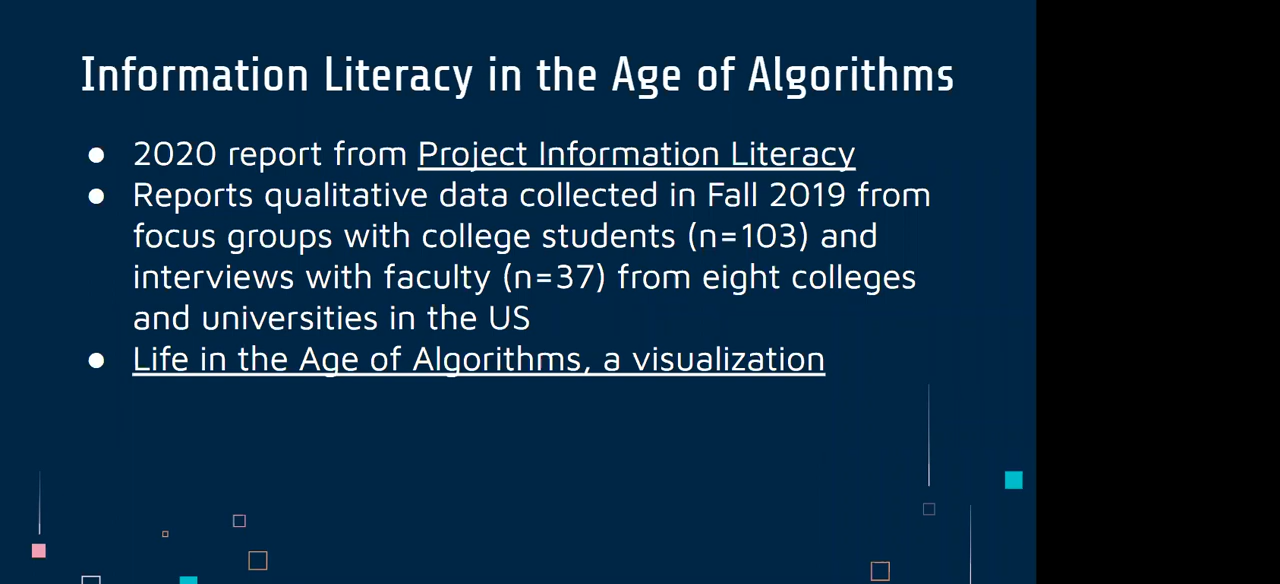 Information Literacy in the Age of Algorithms
● 2020 report from Project Information Literacy
● Reports qualitative data collected in Fall 2019 from
focus groups with college students (n=103) and
interviews with faculty (n=37) from eight colleges
and universities in the US
● Life in the Age of Algorithms, a visualization